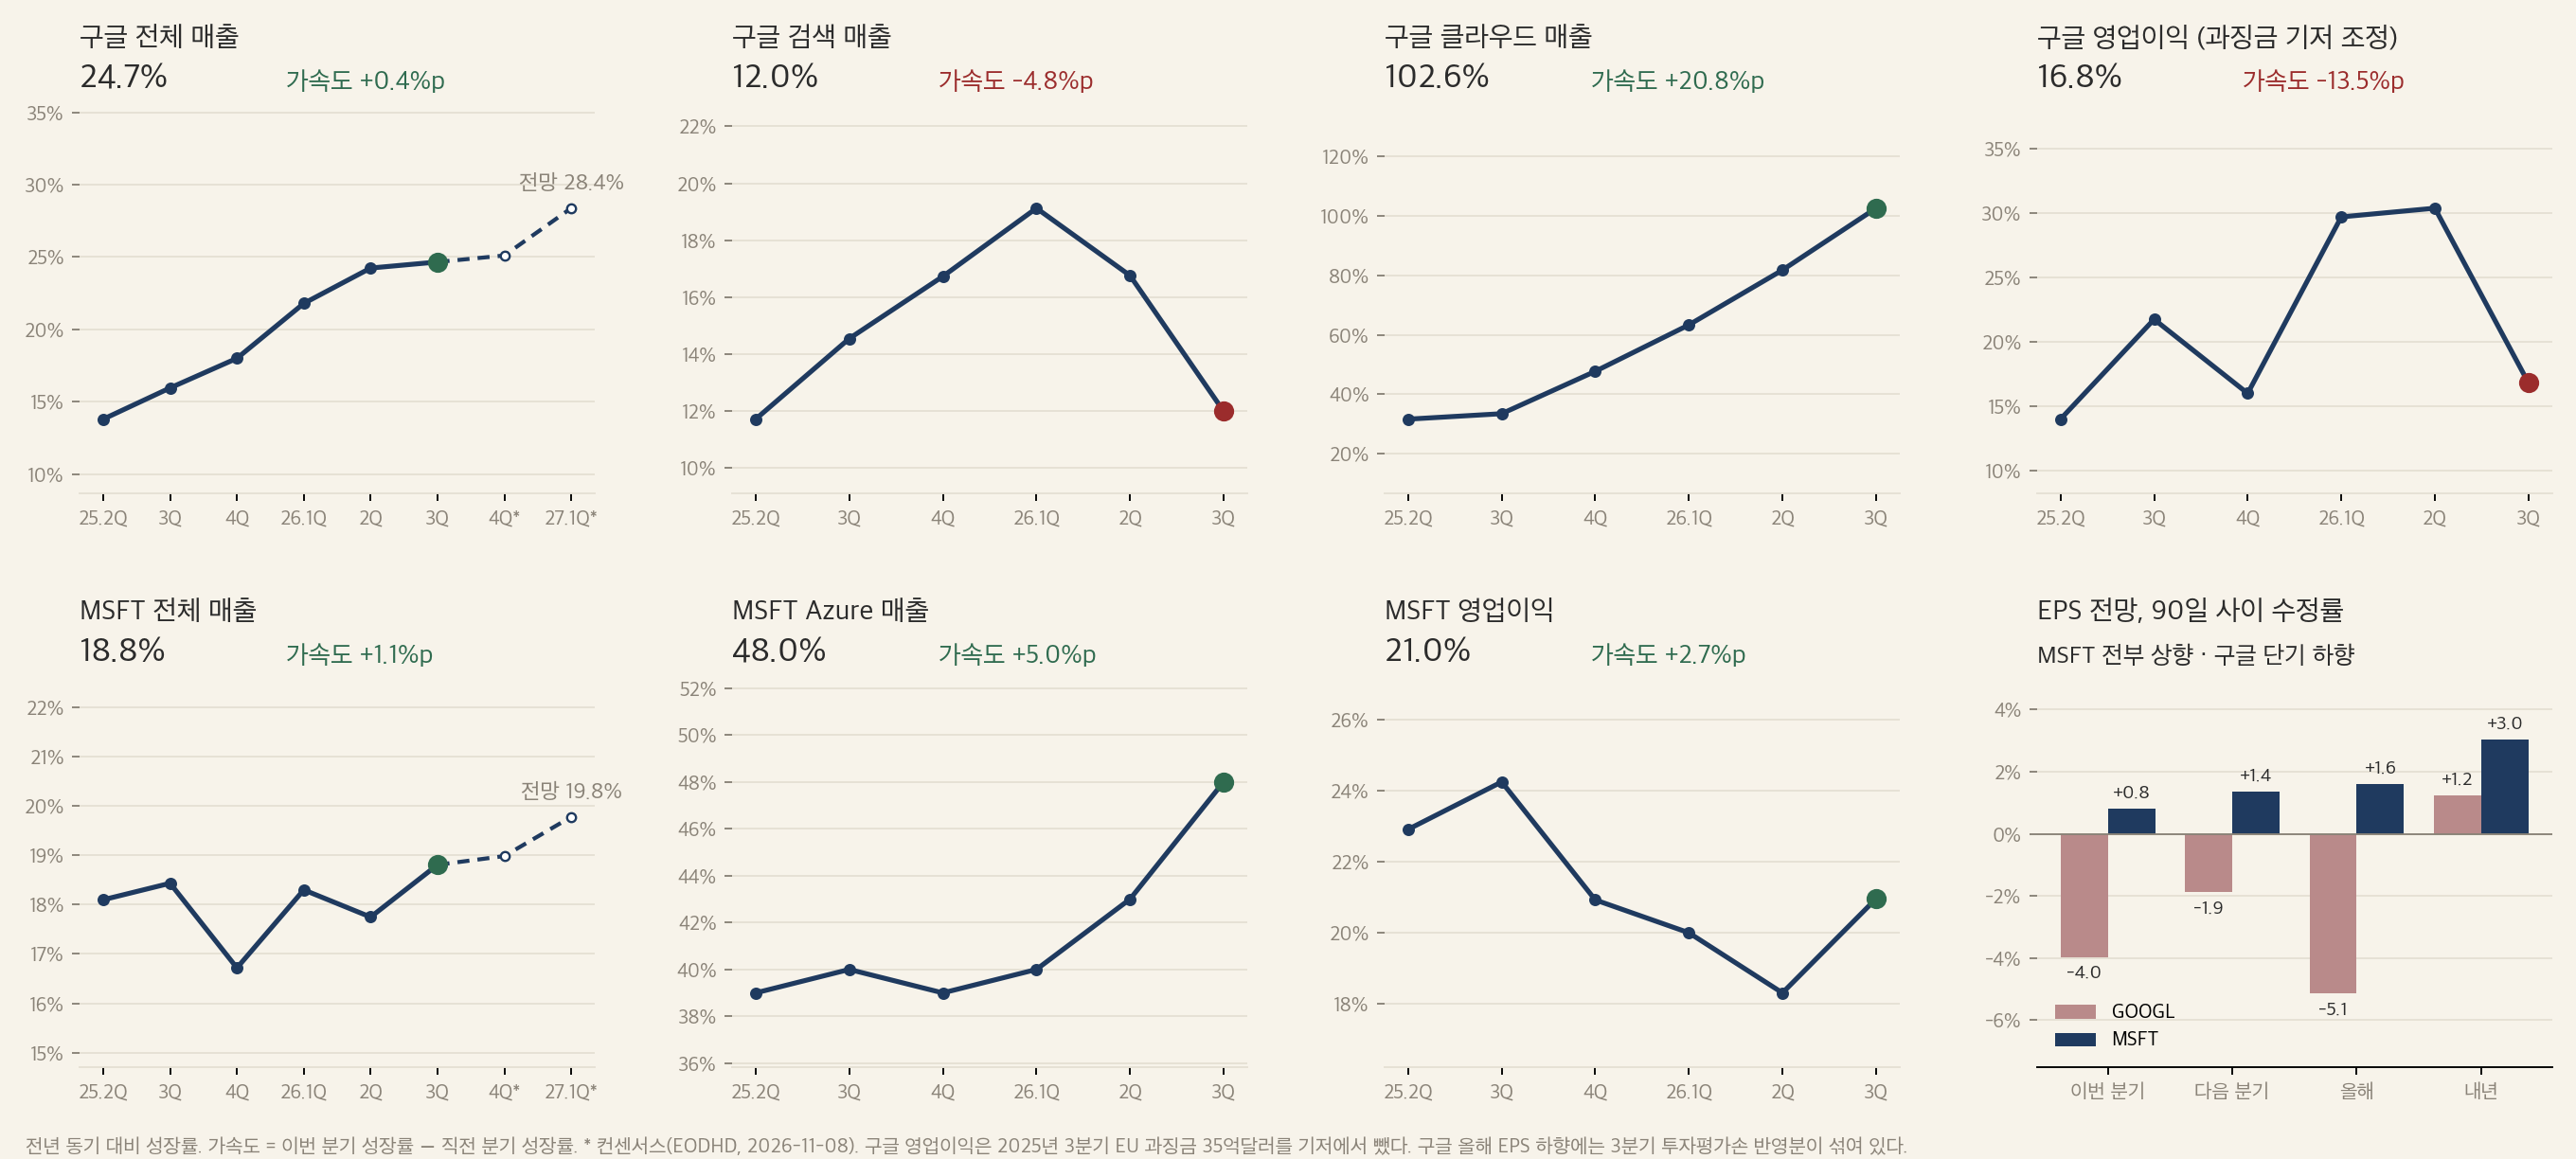 구글 전체 매출
24.7% 가속도 +0.4%p
35%
30%
25%
20%
15%
10%
전망 28.4%
25.2Q 3Q 4Q 26.1Q 2Q 3Q 4Q* 27.1Q*
구글 검색 매출
12.0% 가속도 -4.8%p
22%
20%
18%
16%
14%
12%
10%
25.2Q 3Q 4Q 26.1Q 2Q 3Q
구글 클라우드 매출
102.6% 가속도 +20.8%p
120%
100%
80%
60%
40%
20%
25.2Q 3Q 4Q 26.1Q 2Q 3Q
구글 영업이익 (과징금 기저 조정)
16.8% 가속도 -13.5%p
35%
30%
25%
20%
15%
10%
25.2Q 3Q 4Q 26.1Q 2Q 3Q
MSFT 전체 매출
18.8% 가속도 +1.1%p
22%
21%
20%
19%
18%
17%
16%
15%
전망 19.8%
25.2Q 3Q 4Q 26.1Q 2Q 3Q 4Q* 27.1Q*
MSFT Azure 매출
48.0% 가속도 +5.0%p
52%
50%
48%
46%
44%
42%
40%
38%
36%
25.2Q 3Q 4Q 26.1Q 2Q 3Q
MSFT 영업이익
21.0% 가속도 +2.7%p
26%
24%
22%
20%
18%
25.2Q 3Q 4Q 26.1Q 2Q 3Q
EPS 전망, 90일 사이 수정률
MSFT 전부 상향 · 구글 단기 하향
4%
2%
0%
-2%
-4%
-6%
-4.0 +0.8 -1.9 +1.4 -5.1 +1.6 +1.2 +3.0
GOOGL
MSFT
이번 분기 다음 분기 올해 내년
전년 동기 대비 성장률. 가속도 = 이번 분기 성장률 − 직전 분기 성장률. * 컨센서스(EODHD, 2026-11-08). 구글 영업이익은 2025년 3분기 EU 과징금 35억달러를 기저에서 뺐다. 구글 올해 EPS 하향에는 3분기 투자평가손 반영분이 섞여 있다.